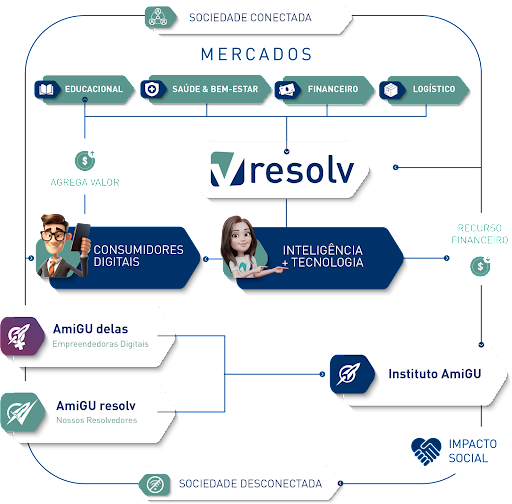 SOCIEDADE CONECTADA
MERCADOS
EDUCACIONAL
SAÚDE & BEM-ESTAR
FINANCEIRO
LOGÍSTICO
resolv
AGREGA VALOR
CONSUMIDORES
DIGITAIS
INTELIGÊNCIA
+ TECNOLOGIA
RECURSO
FINANCEIRO
AmiGU delas
Empreendedoras Digitais
AmiGU resolv
Nossos Resolvedores
Instituto AmiGU
IMPACTO
SOCIAL
SOCIEDADE DESCONECTADA